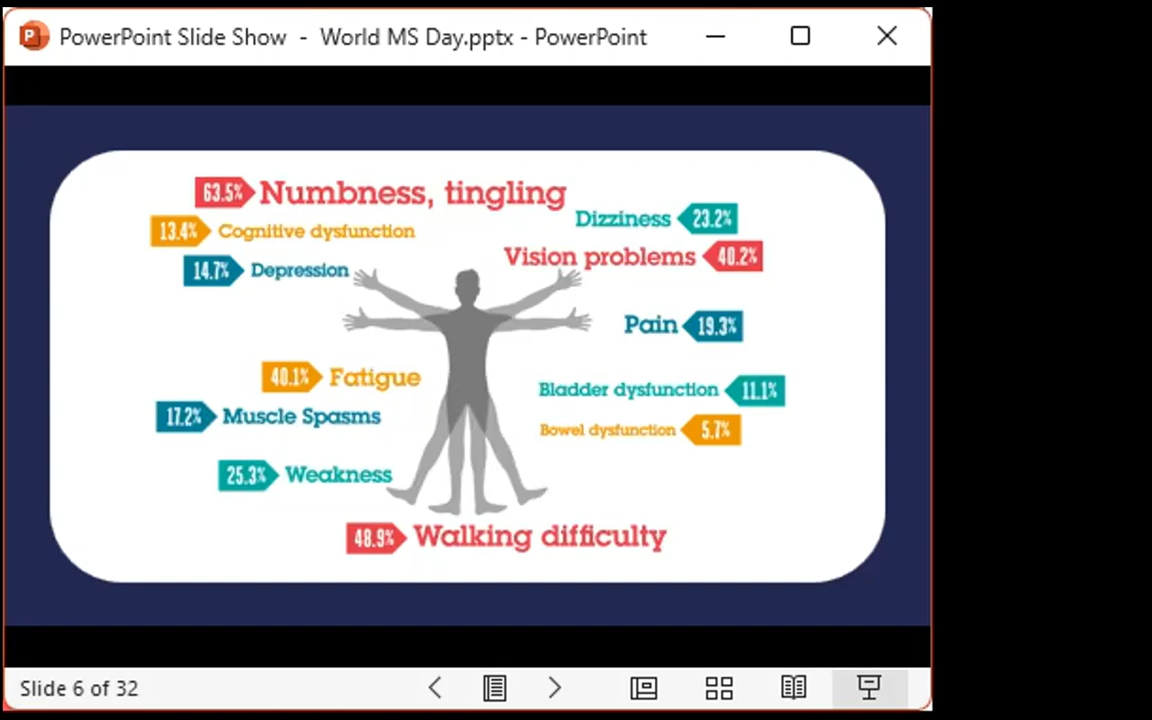 PowerPoint Slide Show - World MS Day.pptx - PowerPoint
63.5% Numbness, tingling
Dizziness 23.2%
13.4% Cognitive dysfunction
Vision problems 40.2%
14.7% Depression
Pain 19.3%
40.1% Fatigue
Bladder dysfunction 11.1%
17.2% Muscle Spasms
Bowel dysfunction 5.7%
25.3% Weakness
48.9% Walking difficulty
Slide 6 of 32